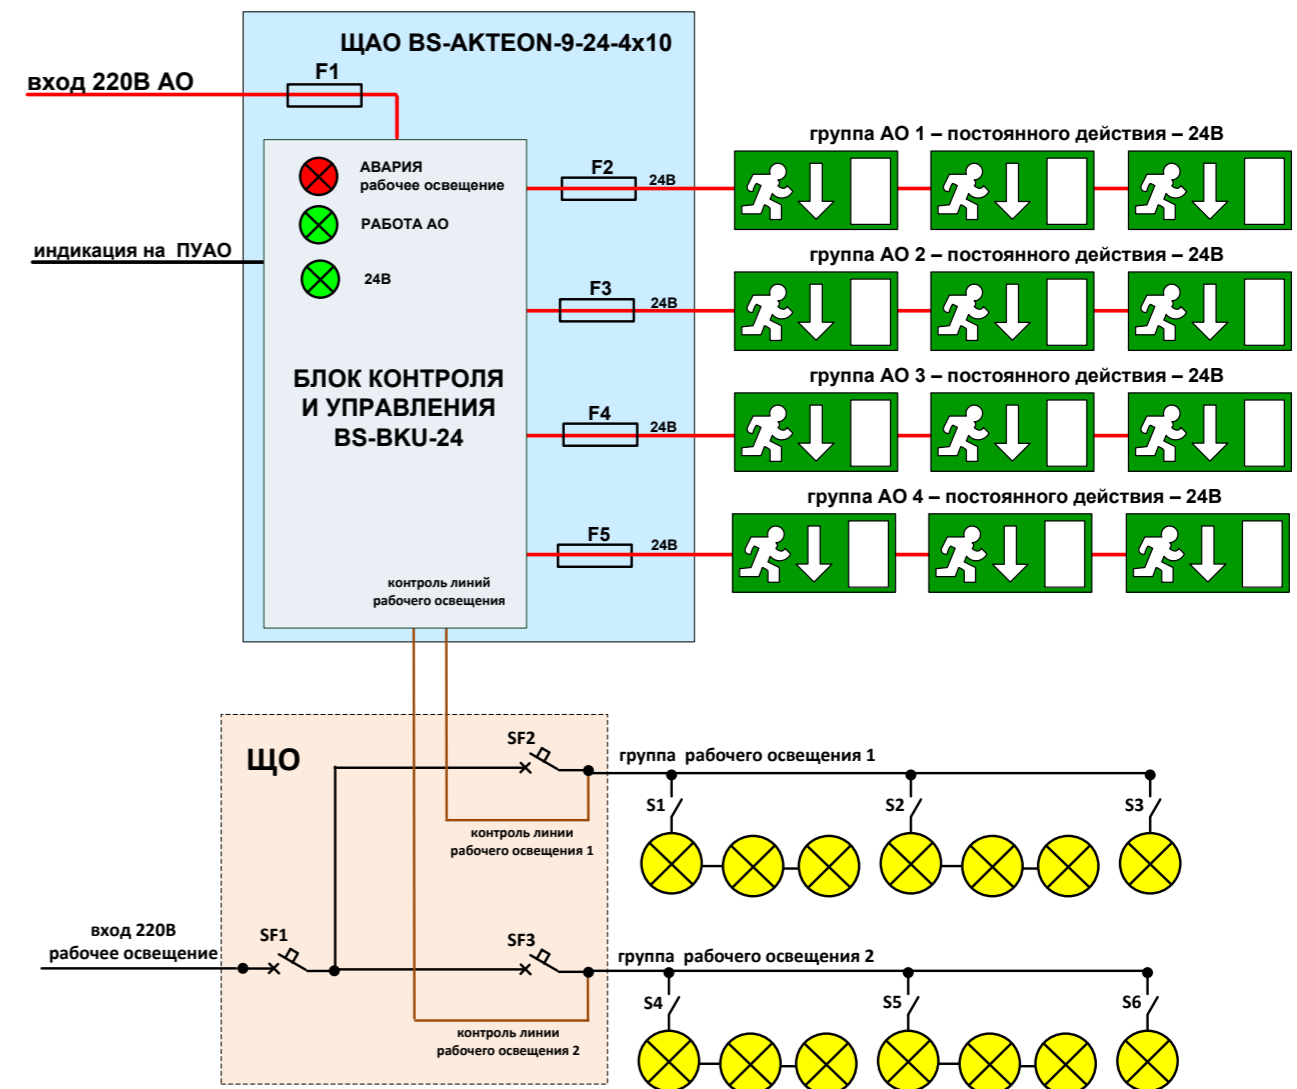 ЩАО BS-AKTEON-9-24-4x10
вход 220В АО
F1
АВАРИЯ
рабочее освещение
РАБОТА АО
24В
индикация на ПУАО
БЛОК КОНТРОЛЯ
И УПРАВЛЕНИЯ
BS-BKU-24
контроль линий
рабочего освещения
F2
24В
группа АО 1 – постоянного действия – 24В
F3
24В
группа АО 2 – постоянного действия – 24В
F4
24В
группа АО 3 – постоянного действия – 24В
F5
24В
группа АО 4 – постоянного действия – 24В
ЩО
SF2
группа рабочего освещения 1
S1
S2
S3
контроль линии
рабочего освещения 1
вход 220В
рабочее освещение
SF1
SF3
группа рабочего освещения 2
S4
S5
S6
контроль линии
рабочего освещения 2